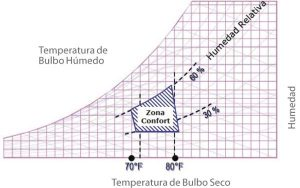 Temperatura de
Bulbo Húmedo
Humedad Relativa
60 %
30 %
Zona
Confort
Humedad
70°F
80°F
Temperatura de Bulbo Seco